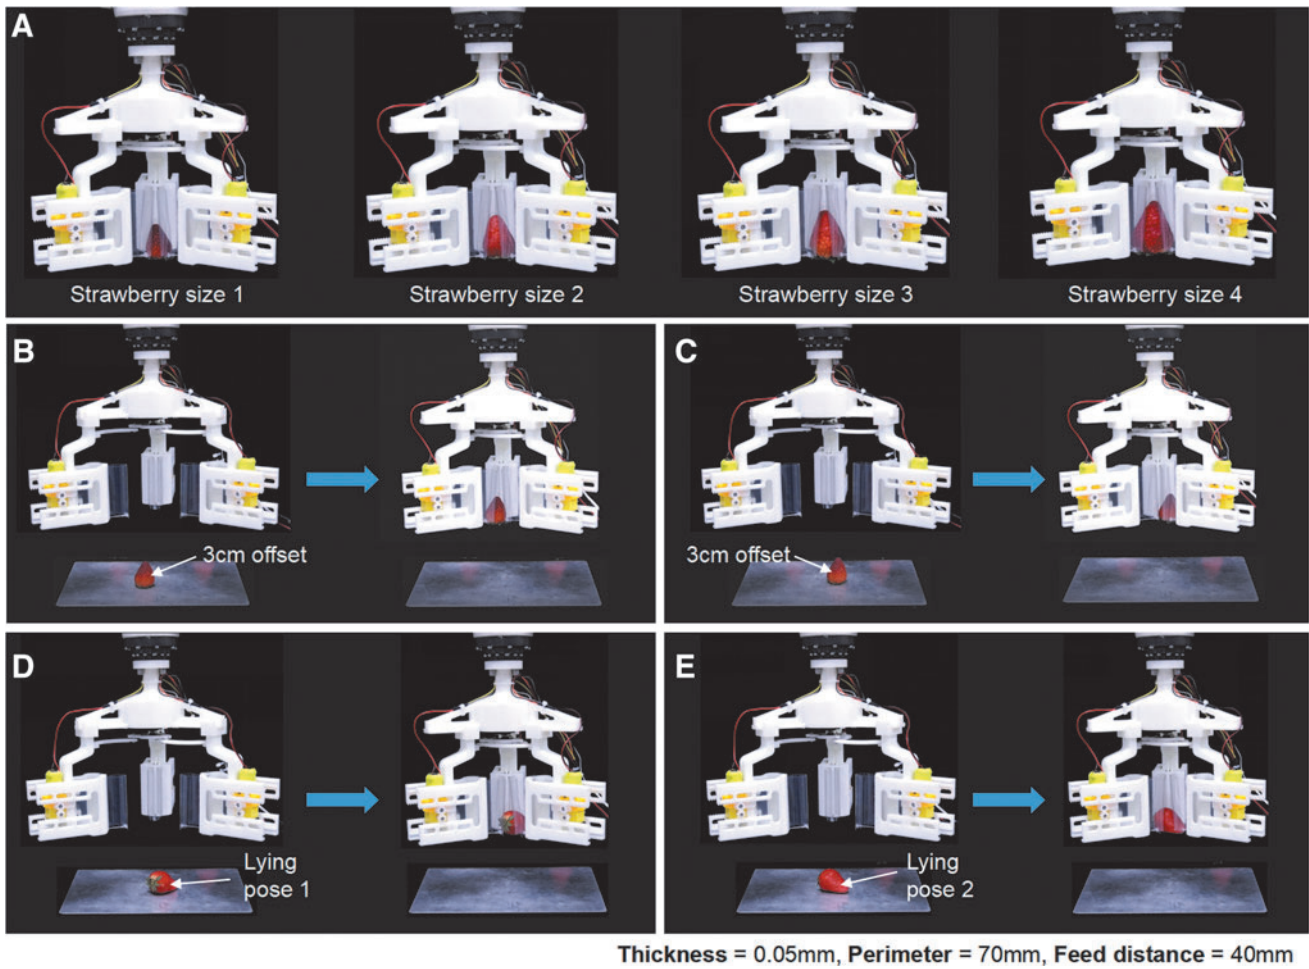 A
Strawberry size 1
Strawberry size 2
Strawberry size 3
Strawberry size 4
B
3cm offset
C
3cm offset
D
Lying
pose 1
E
Lying
pose 2
Thickness = 0.05mm, Perimeter = 70mm, Feed distance = 40mm